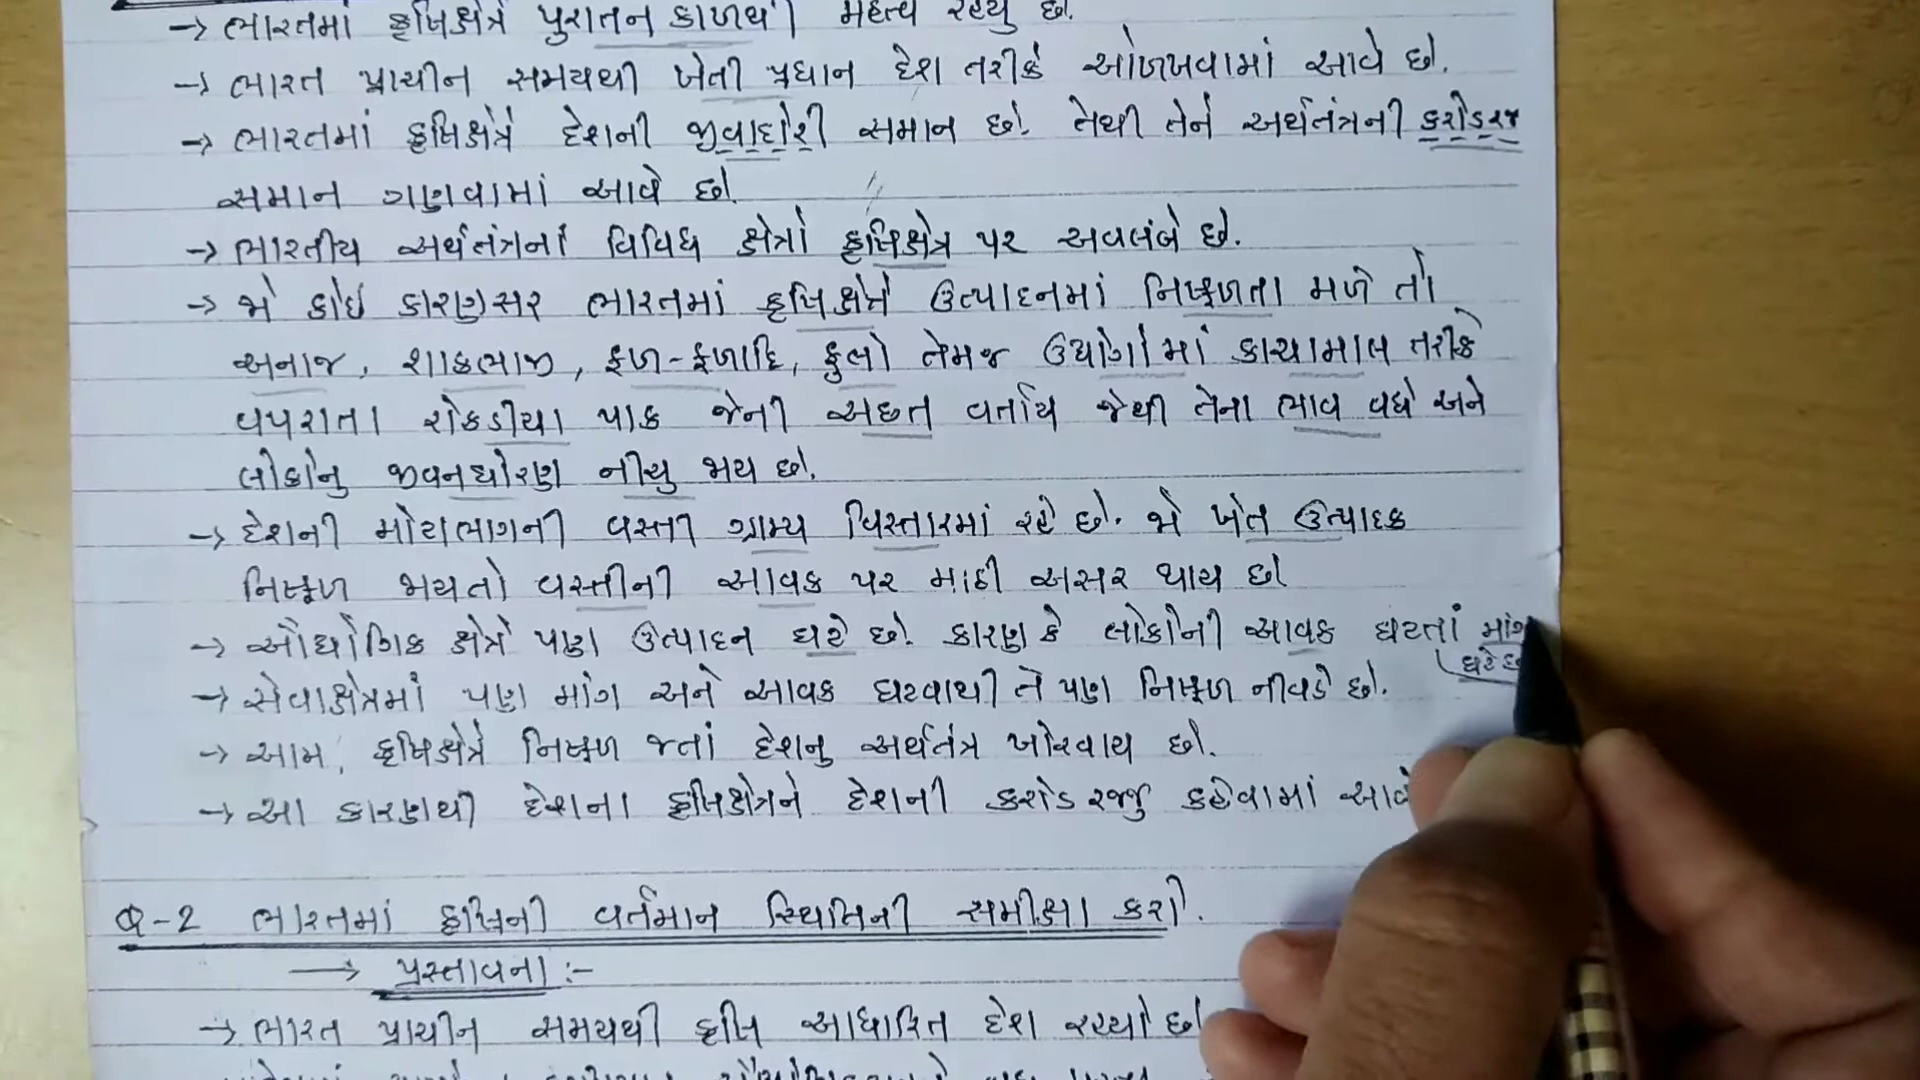 → ભારતમાં કૃષિક્ષેત્રે પુરાતન કાળથી મહત્વ રહ્યુ છે.
→ ભારત પ્રાચીન સમયથી ખેતી પ્રધાન દેશ તરીકે ઓળખવામાં આવે છે.
→ ભારતમાં કૃષિક્ષેત્રે દેશની જીવાદોરી સમાન છે. તેથી તેને અર્થતંત્રની કરોડરજ
સમાન ગણવામાં આવે છે.
→ ભારતીય અર્થતંત્રનાં વિવિધ ક્ષેત્રો કૃષિક્ષેત્ર પર અવલંબે છે.
→ જો કોઇ કારણસર ભારતમાં કૃષિ ક્ષેત્રે ઉત્પાદનમાં નિષ્ફળતા મળે તો
અનાજ, શાકભાજી, ફળ-ફળાદિ, ફુલો તેમજ ઉદ્યોગોમાં કાચામાલ તરીકે
વપરાતા રોકડીયા પાક જેની અછત વર્તાય જેથી તેના ભાવ વધે અને
લોકોનુ જીવનધોરણ નીચુ જાય છે.
→ દેશની મોટાભાગની વસ્તી ગ્રામ્ય વિસ્તારમાં રહે છે. જો ખેત ઉત્પાદક
નિષ્ફળ જાયતો વસ્તીની આવક પર માઠી અસર થાય છે
→ ઔદ્યોગિક ક્ષેત્રે પણ ઉત્પાદન ઘટે છે. કારણ કે લોકોની આવક ઘટતાં માંગ
ઘટે છે
→ સેવાક્ષેત્રમાં પણ માંગ અને આવક ઘટવાથી તે પણ નિષ્ફળ નીવડે છે.
→ આમ, કૃષિક્ષેત્રે નિષ્ફળ જતાં દેશનુ અર્થતંત્ર ખોરવાય છે.
→ આ કારણથી દેશના કૃષિક્ષેત્રને દેશની કરોડ રજ્જુ કહેવામાં આવે
Q-2 ભારતમાં કૃષિની વર્તમાન સ્થિતિની સમીક્ષા કરો.
→ પ્રસ્તાવના :-
→ ભારત પ્રાચીન સમયથી કૃષિ આધારિત દેશ રહ્યો છે